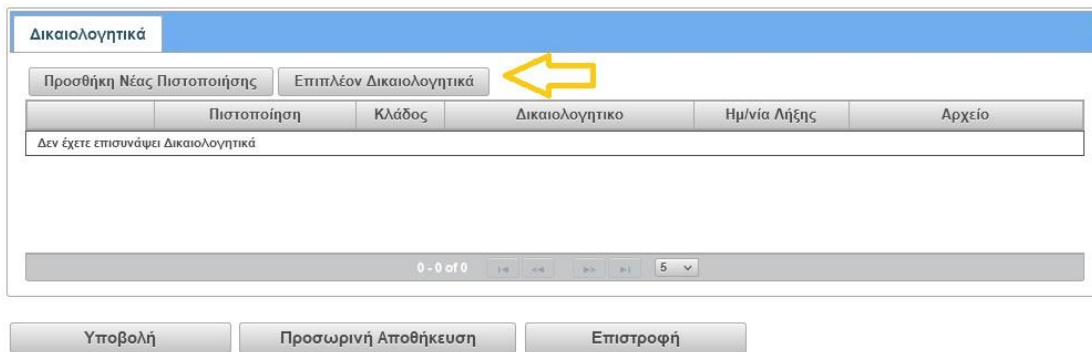 Δικαιολογητικά
Προσθήκη Νέας Πιστοποιήσης Επιπλέον Δικαιολογητικά
Πιστοποίηση Κλάδος Δικαιολογητικο Ημ/νία Λήξης Αρχείο
Δεν έχετε επισυνάψει Δικαιολογητικά
0 - 0 of 0 5
Υποβολή Προσωρινή Αποθήκευση Επιστροφή